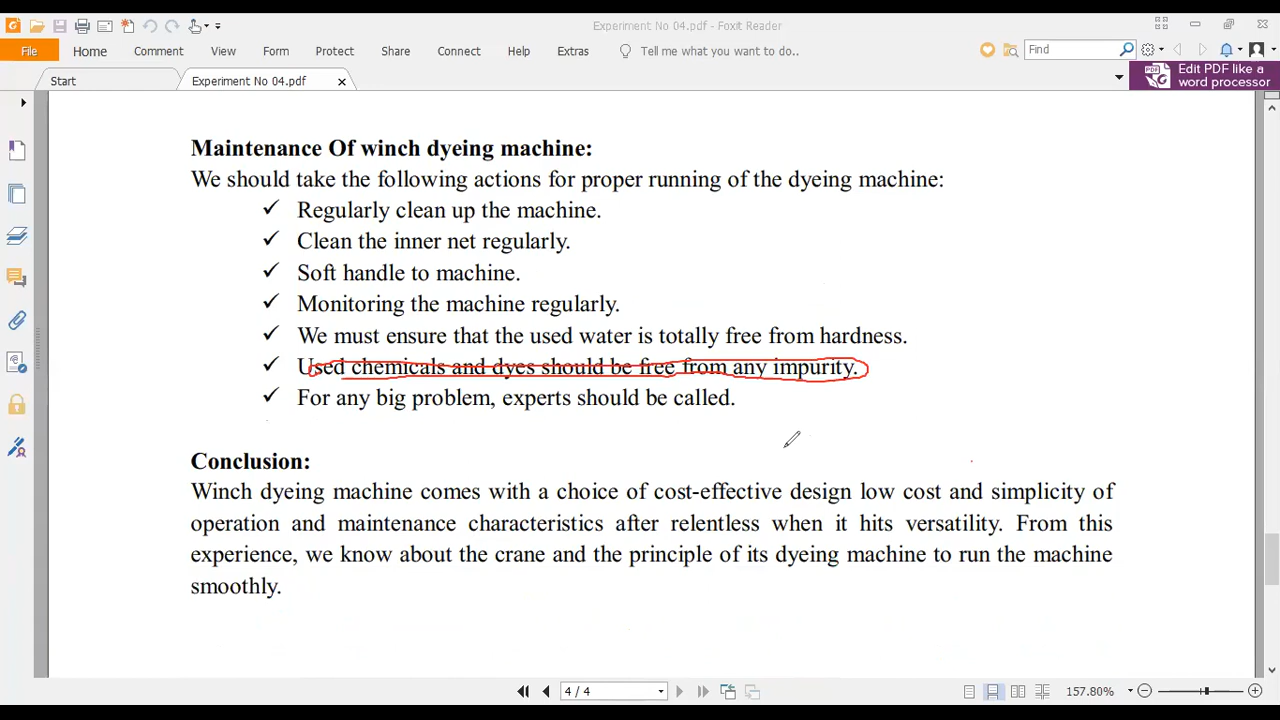 Experiment No 04.pdf - Foxit Reader
File Home Comment View Form Protect Share Connect Help Extras Tell me what you want to do.. Find
Start Experiment No 04.pdf
Edit PDF like a
word processor
Maintenance Of winch dyeing machine:
We should take the following actions for proper running of the dyeing machine:
✓ Regularly clean up the machine.
✓ Clean the inner net regularly.
✓ Soft handle to machine.
✓ Monitoring the machine regularly.
✓ We must ensure that the used water is totally free from hardness.
✓ Used chemicals and dyes should be free from any impurity.
✓ For any big problem, experts should be called.
Conclusion:
Winch dyeing machine comes with a choice of cost-effective design low cost and simplicity of
operation and maintenance characteristics after relentless when it hits versatility. From this
experience, we know about the crane and the principle of its dyeing machine to run the machine
smoothly.
4 / 4 157.80%